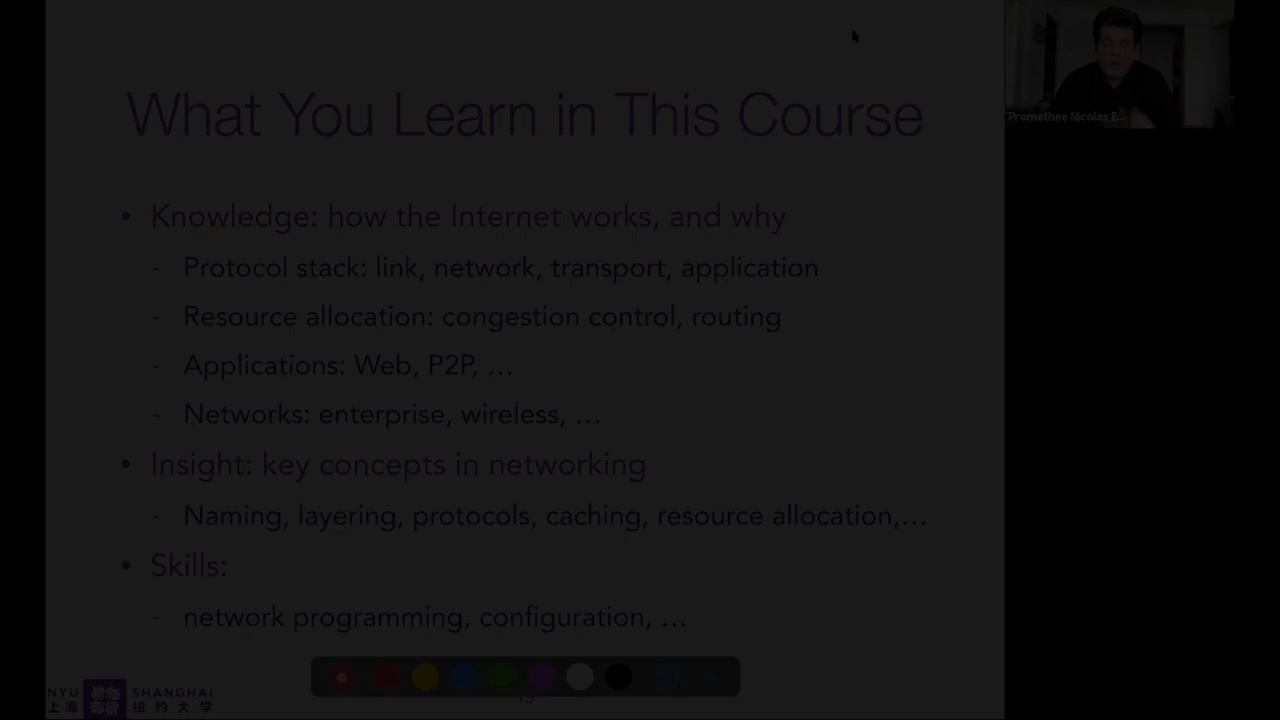 What You Learn in This Course
Promethee Nicolas E...
• Knowledge: how the Internet works, and why
- Protocol stack: link, network, transport, application
- Resource allocation: congestion control, routing
- Applications: Web, P2P, …
- Networks: enterprise, wireless, …
• Insight: key concepts in networking
- Naming, layering, protocols, caching, resource allocation,…
• Skills:
- network programming, configuration, …
NYU SHANGHAI
上海 纽约大学